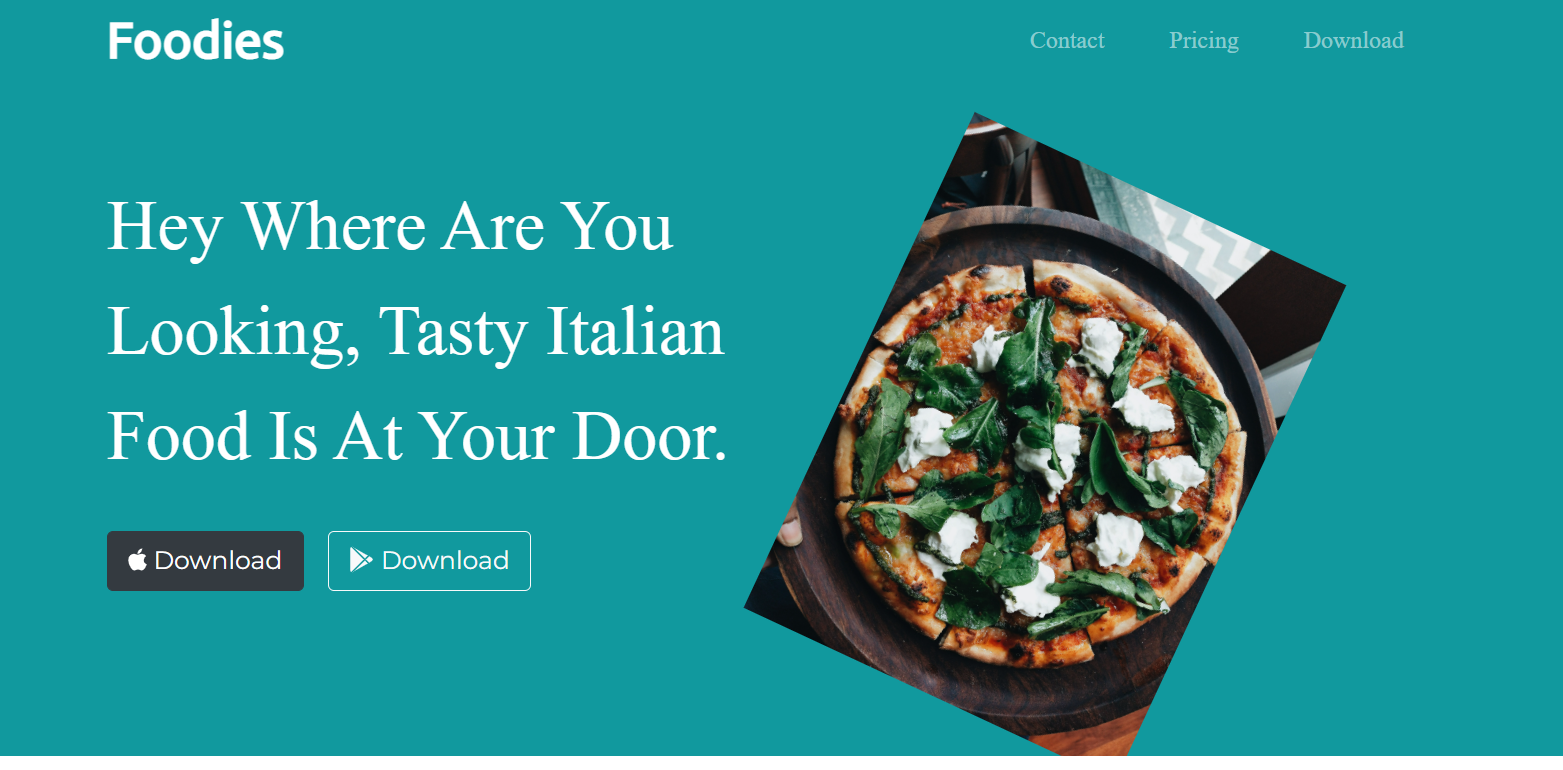 Foodies
Contact
Pricing
Download
Hey Where Are You
Looking, Tasty Italian
Food Is At Your Door.
Download
Download